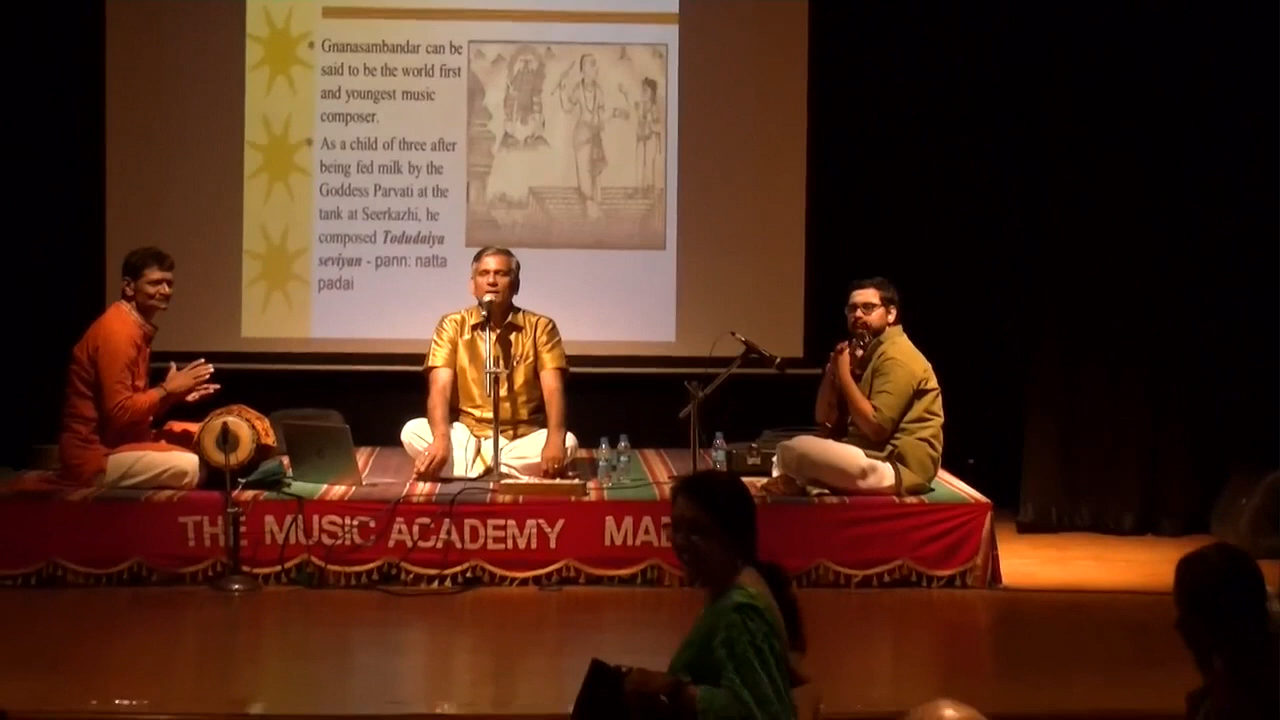 Gnanasambandar can be
said to be the world first
and youngest music
composer.
As a child of three after
being fed milk by the
Goddess Parvati at the
tank at Seerkazhi, he
composed Todudaiya
seviyan - pann: natta
padai
THE MUSIC ACADEMY MAD